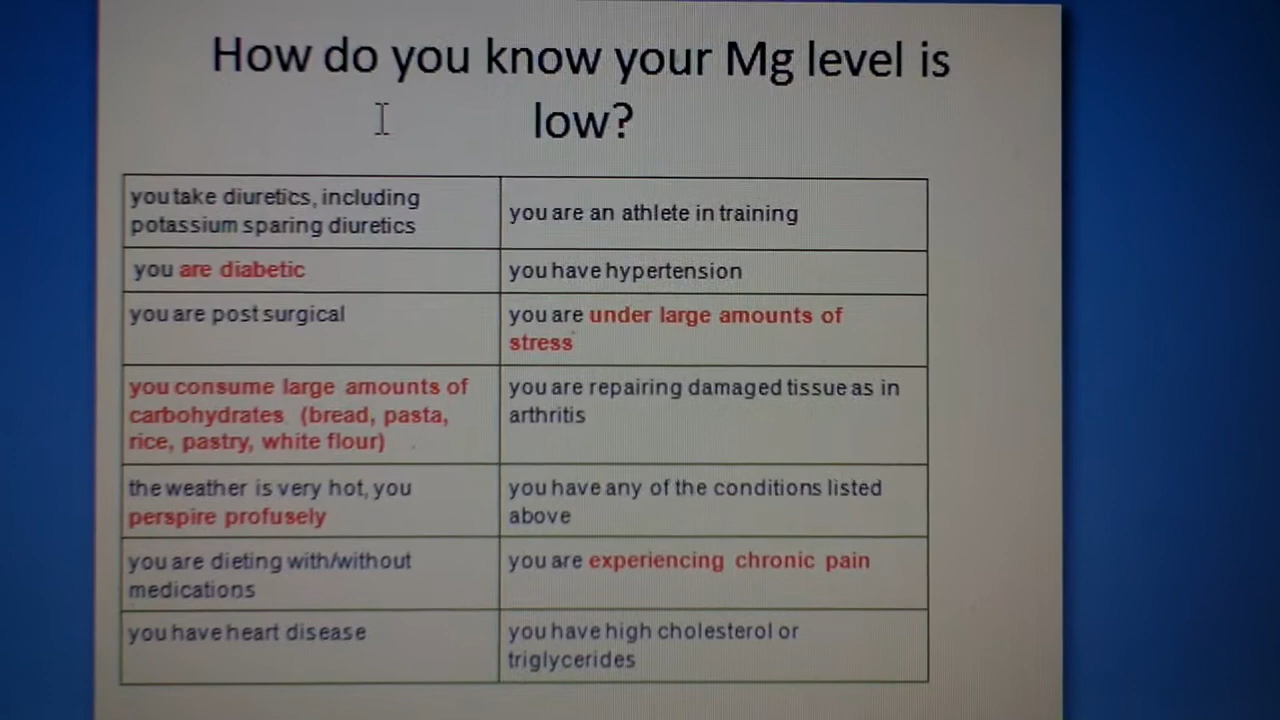 How do you know your Mg level is
low?
you take diuretics, including
potassium sparing diuretics
you are an athlete in training
you are diabetic
you have hypertension
you are post surgical
you are under large amounts of
stress
you consume large amounts of
carbohydrates (bread, pasta,
rice, pastry, white flour)
you are repairing damaged tissue as in
arthritis
the weather is very hot, you
perspire profusely
you have any of the conditions listed
above
you are dieting with/without
medications
you are experiencing chronic pain
you have heart disease
you have high cholesterol or
triglycerides